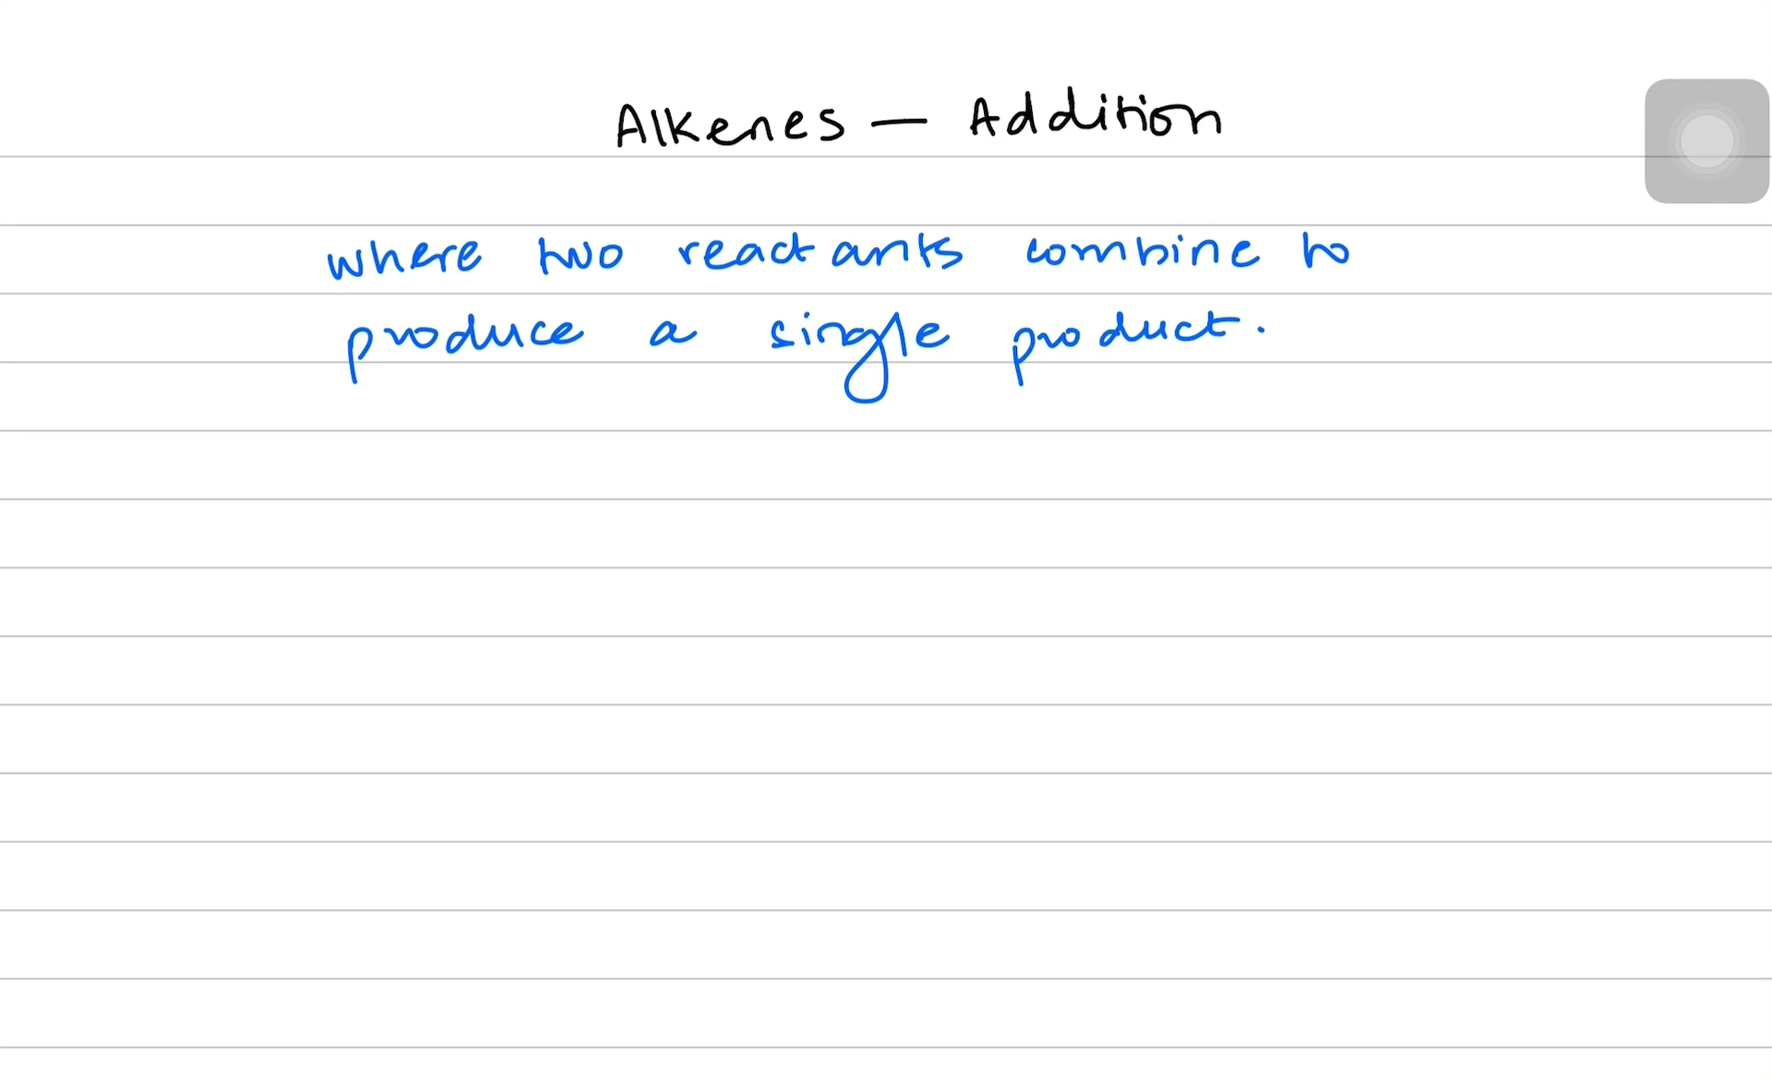 Alkenes — Addition
where two reactants combine to
produce a single product.